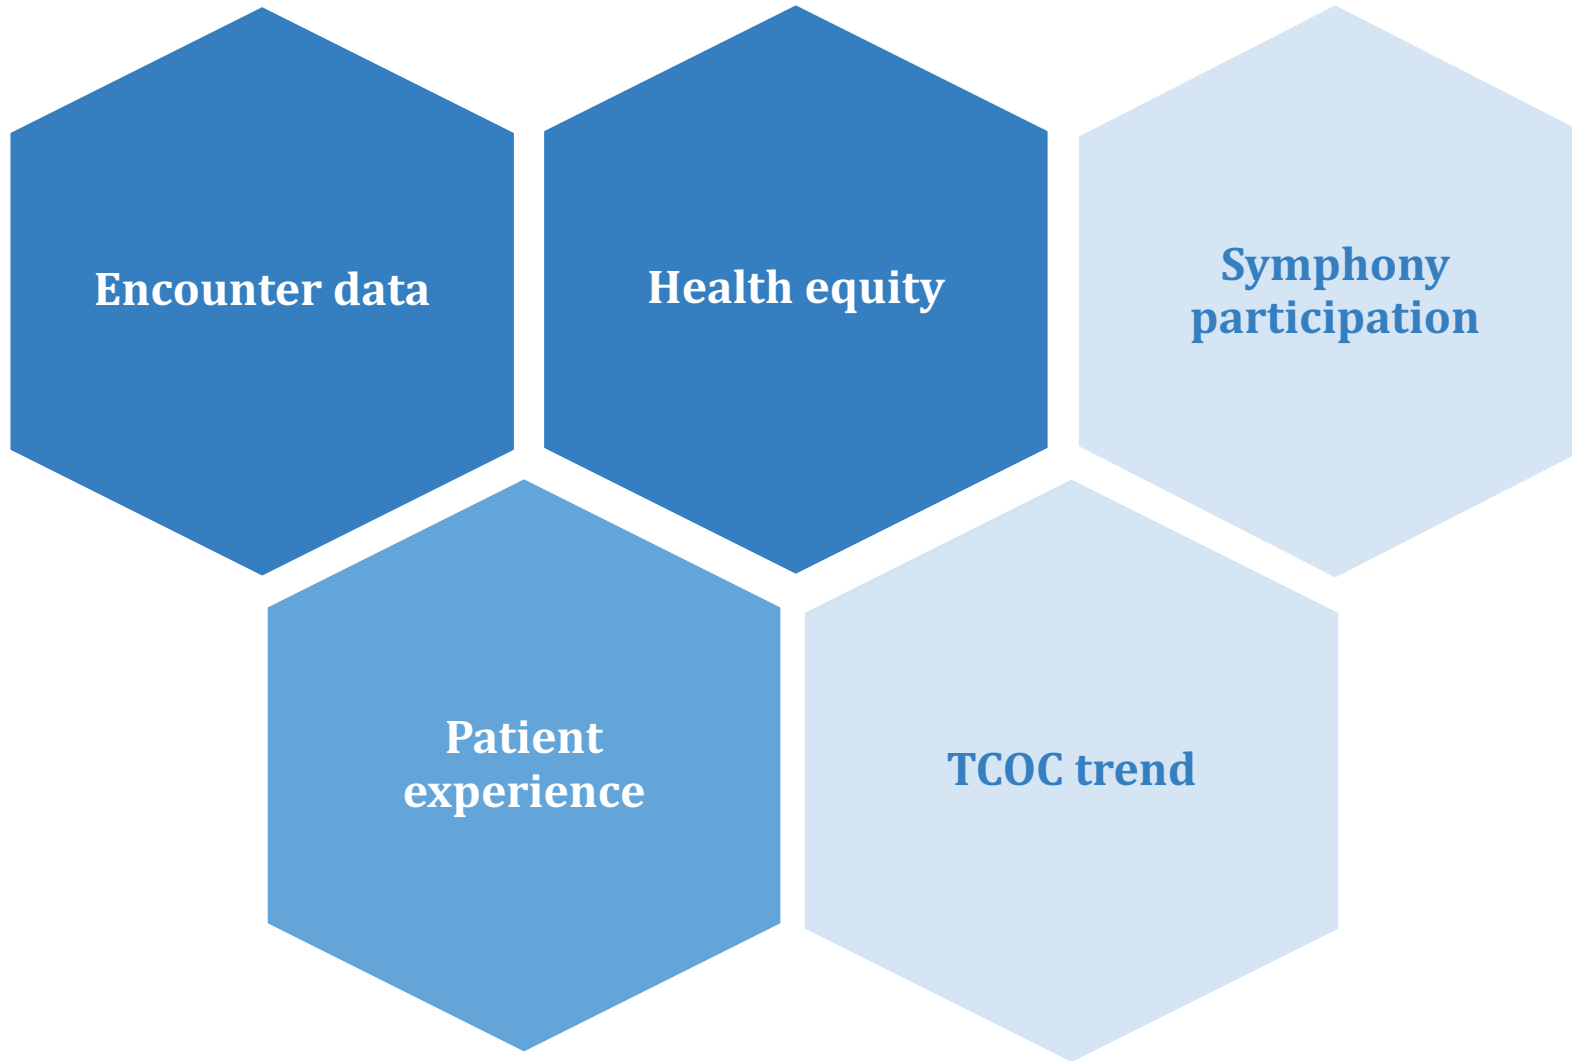 Encounter data
Health equity
Symphony
participation
Patient
experience
TCOC trend